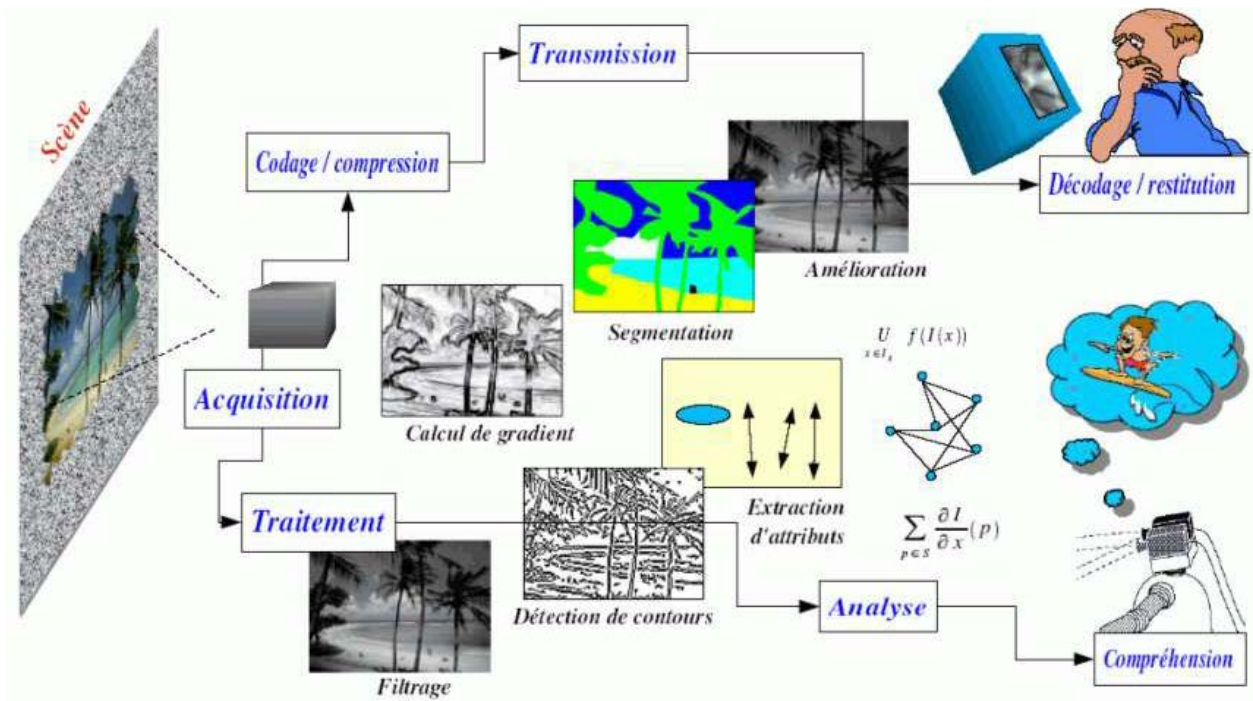 Scène
Transmission
Codage / compression
Décodage / restitution
Amélioration
Segmentation
U f(I(x))
x∈I_s
Acquisition
Calcul de gradient
Extraction
d'attributs
∑ ∂I/∂x (p)
p∈S
Traitement
Détection de contours
Analyse
Compréhension
Filtrage